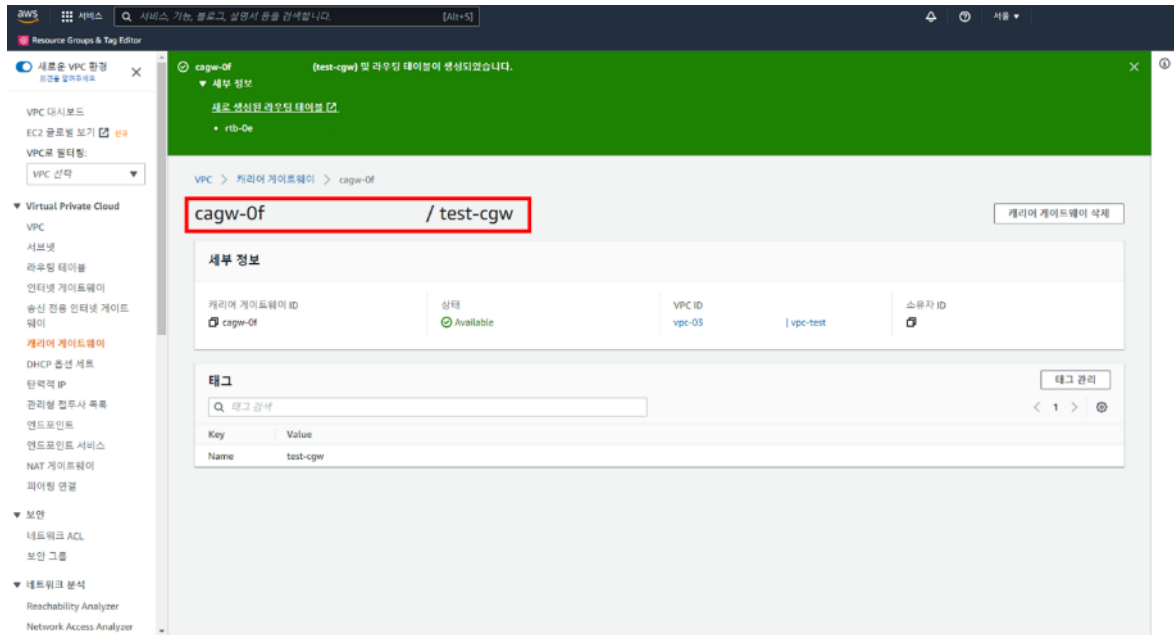 aws
서비스
서비스, 기능, 블로그, 설명서 등을 검색합니다.
[Alt+S]
서울 ▼
Resource Groups & Tag Editor
새로운 VPC 환경
의견을 알려주세요
VPC 대시보드
EC2 글로벌 보기 신규
VPC로 필터링:
VPC 선택
▼ Virtual Private Cloud
VPC
서브넷
라우팅 테이블
인터넷 게이트웨이
송신 전용 인터넷 게이트
웨이
캐리어 게이트웨이
DHCP 옵션 세트
탄력적 IP
관리형 접두사 목록
엔드포인트
엔드포인트 서비스
NAT 게이트웨이
피어링 연결
▼ 보안
네트워크 ACL
보안 그룹
▼ 네트워크 분석
Reachability Analyzer
Network Access Analyzer
cagw-0f (test-cgw) 및 라우팅 테이블이 생성되었습니다.
▼ 세부 정보
새로 생성된 라우팅 테이블
• rtb-0e
VPC > 캐리어 게이트웨이 > cagw-0f
cagw-0f / test-cgw
캐리어 게이트웨이 삭제
세부 정보
캐리어 게이트웨이 ID
cagw-0f
상태
Available
VPC ID
vpc-03 | vpc-test
소유자 ID
태그
태그 관리
태그 검색
< 1 >
Key Value
Name test-cgw